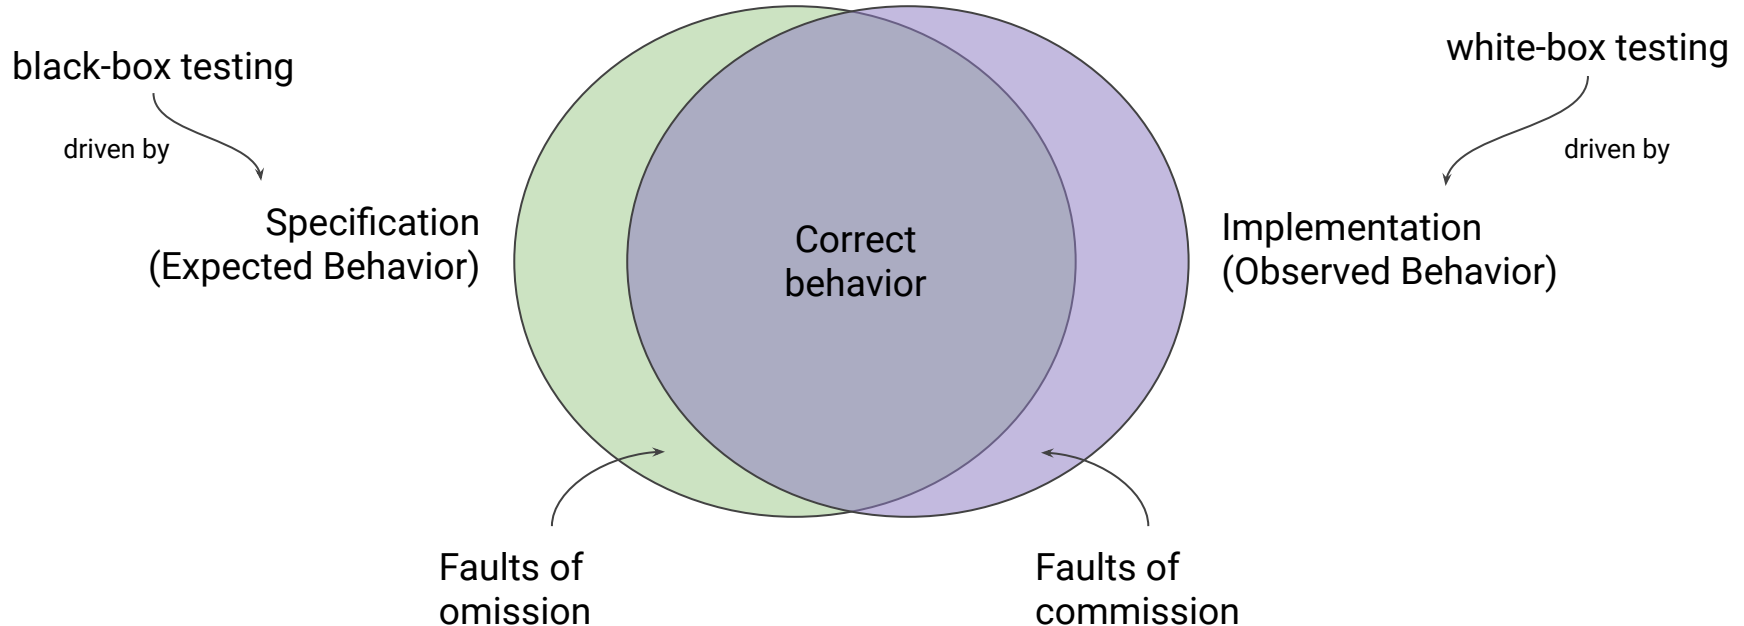 black-box testing
driven by
Specification
(Expected Behavior)
Correct
behavior
white-box testing
driven by
Implementation
(Observed Behavior)
Faults of
omission
Faults of
commission